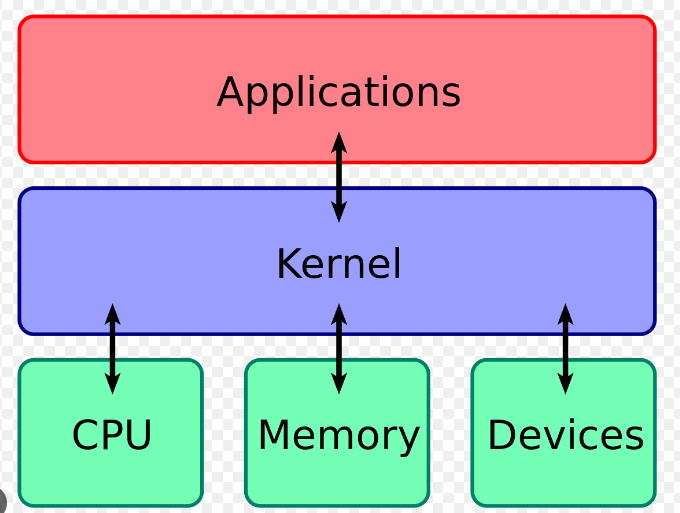 Applications
Kernel
CPU
Memory
Devices